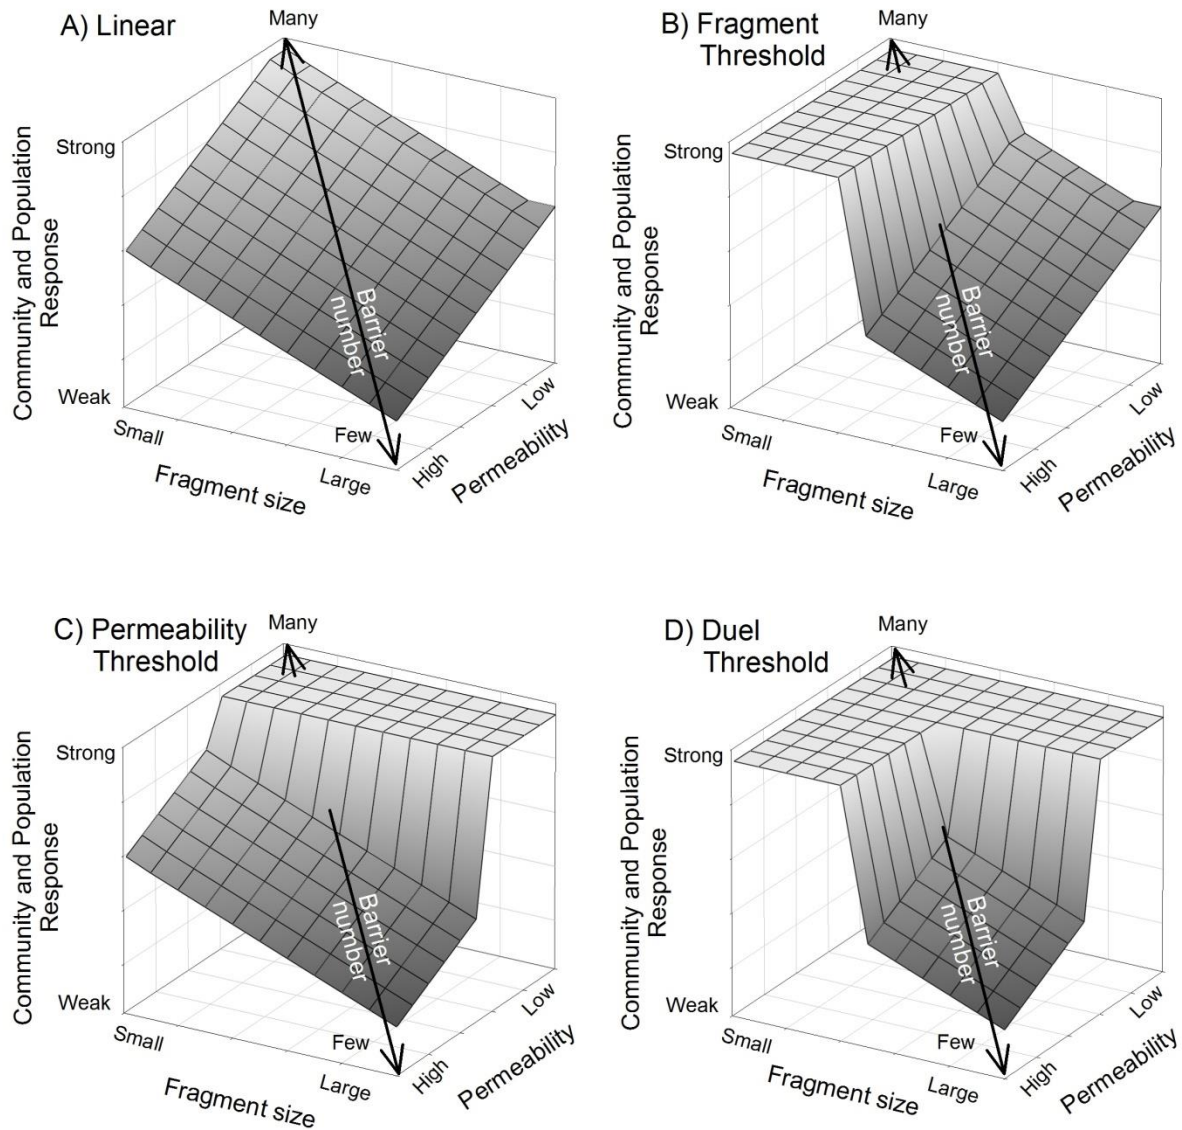 A) Linear
Many
Strong
Weak
Community and Population
Response
Small
Large
Fragment size
Few
High
Low
Permeability
Barrier
number
B) Fragment
Threshold
Many
Strong
Weak
Community and Population
Response
Small
Large
Fragment size
Few
High
Low
Permeability
Barrier
number
C) Permeability
Threshold
Many
Strong
Weak
Community and Population
Response
Small
Large
Fragment size
Few
High
Low
Permeability
Barrier
number
D) Duel
Threshold
Many
Strong
Weak
Community and Population
Response
Small
Large
Fragment size
Few
High
Low
Permeability
Barrier
number